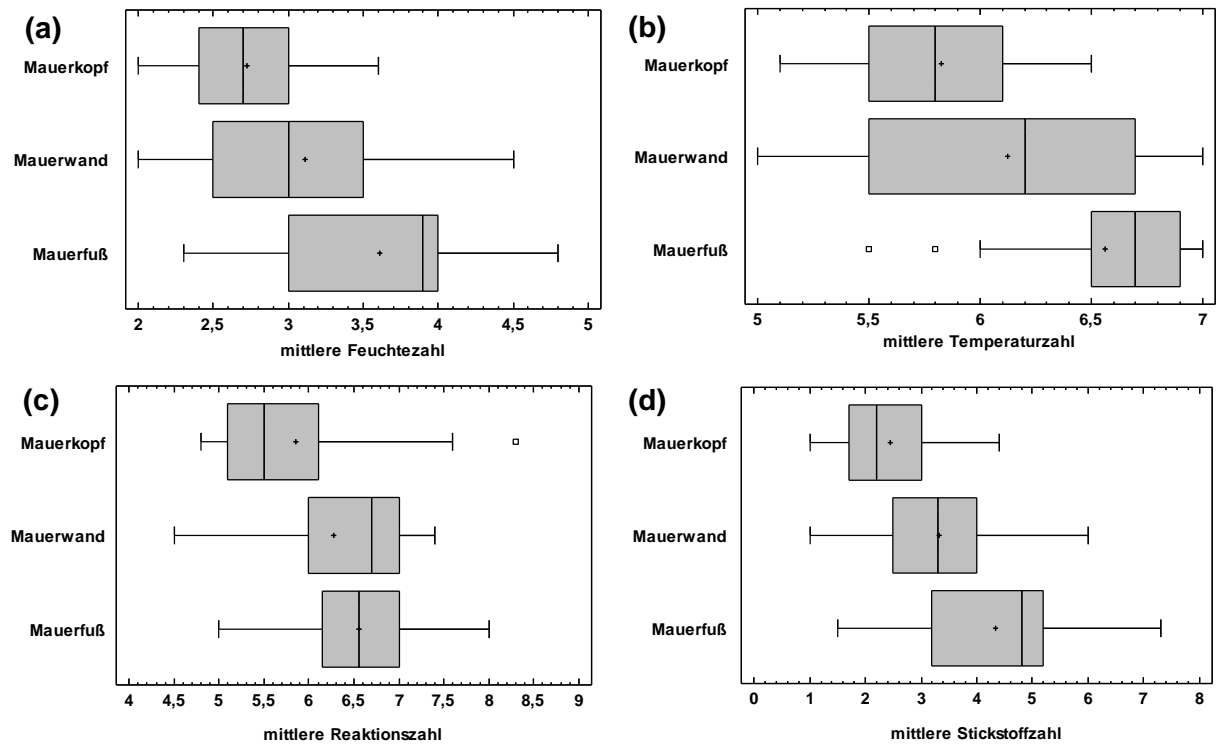 (a)
Mauerkopf
Mauerwand
Mauerfuß
2 2,5 3 3,5 4 4,5 5
mittlere Feuchtezahl
(b)
Mauerkopf
Mauerwand
Mauerfuß
5 5,5 6 6,5 7
mittlere Temperaturzahl
(c)
Mauerkopf
Mauerwand
Mauerfuß
4 4,5 5 5,5 6 6,5 7 7,5 8 8,5 9
mittlere Reaktionszahl
(d)
Mauerkopf
Mauerwand
Mauerfuß
0 1 2 3 4 5 6 7 8
mittlere Stickstoffzahl